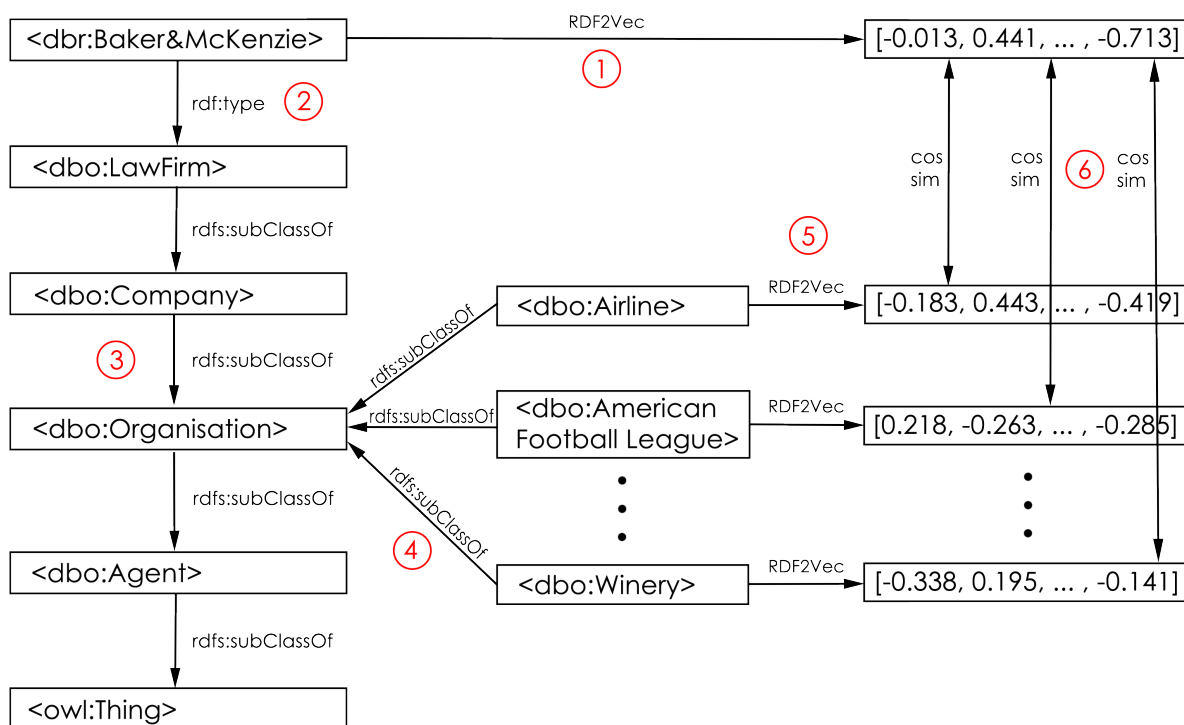 <dbr:Baker&McKenzie>
RDF2Vec
[-0.013, 0.441, ... , -0.713]
1
rdf:type
2
<dbo:LawFirm>
cos
sim
cos
sim
6
cos
sim
rdfs:subClassOf
5
<dbo:Company>
<dbo:Airline>
RDF2Vec
[-0.183, 0.443, ... , -0.419]
3
rdfs:subClassOf
rdfs:subClassOf
<dbo:Organisation>
rdfs:subClassOf
<dbo:American
Football League>
RDF2Vec
[0.218, -0.263, ... , -0.285]
rdfs:subClassOf
rdfs:subClassOf
4
<dbo:Agent>
<dbo:Winery>
RDF2Vec
[-0.338, 0.195, ... , -0.141]
rdfs:subClassOf
<owl:Thing>